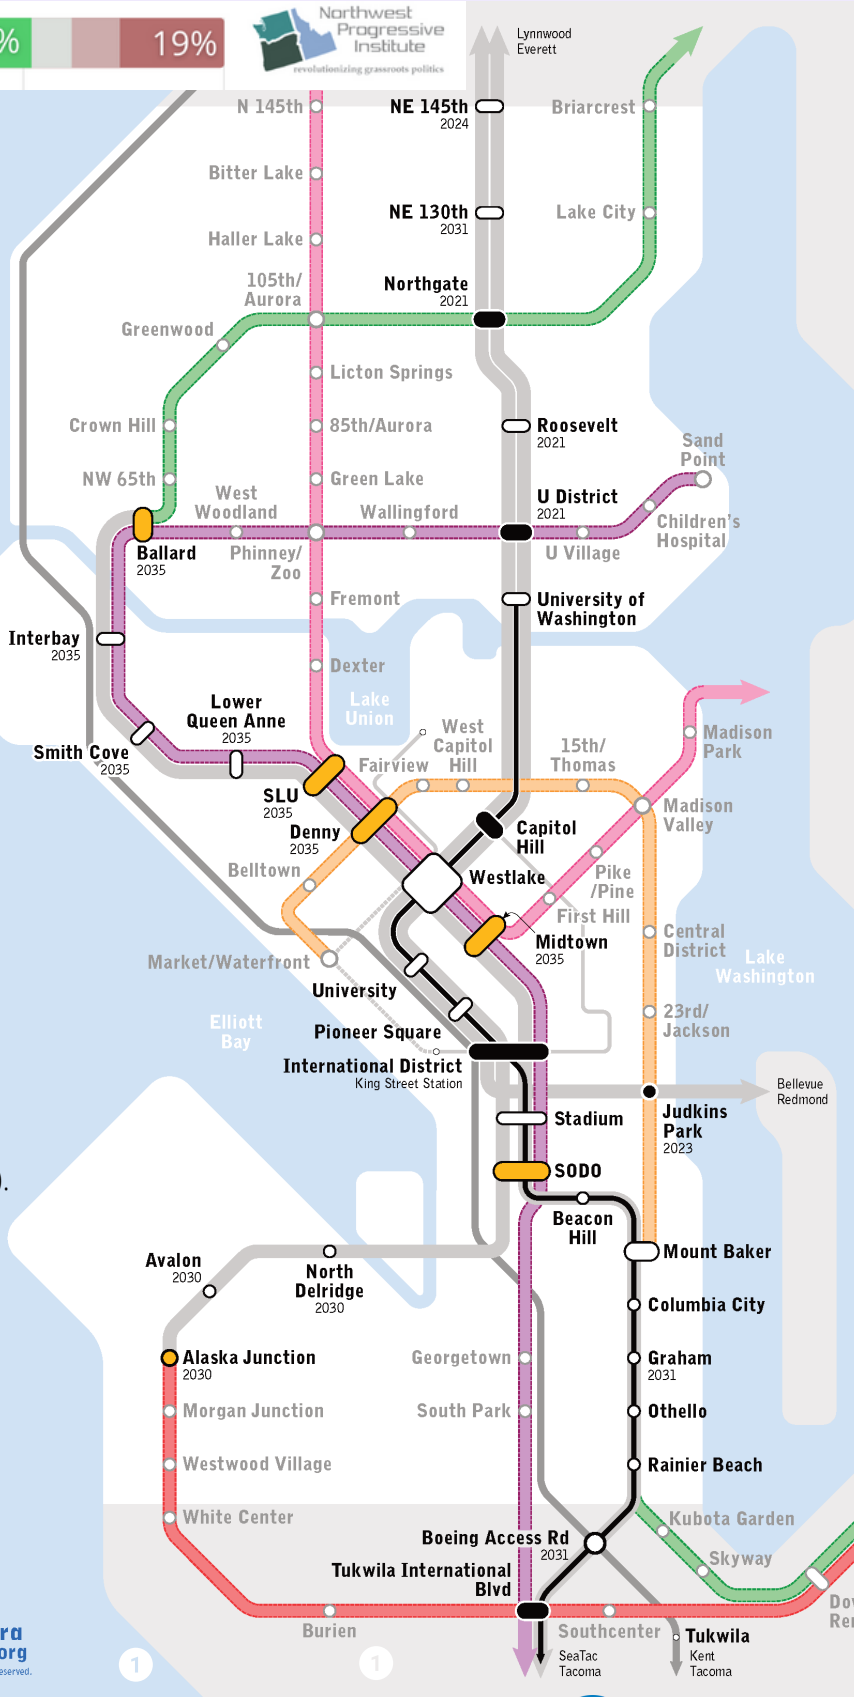 %
19%
Northwest
Progressive
Institute
revolutionizing grassroots politics
Lynnwood
Everett
N 145th
NE 145th
2024
Briarcrest
Bitter Lake
NE 130th
2031
Lake City
Haller Lake
105th/
Aurora
Northgate
2021
Greenwood
Licton Springs
Crown Hill
85th/Aurora
Roosevelt
2021
Sand
Point
NW 65th
Green Lake
West
Woodland
Wallingford
U District
2021
Children's
Hospital
Ballard
2035
Phinney/
Zoo
U Village
Fremont
University of
Washington
Interbay
2035
Dexter
Lake
Union
Lower
Queen Anne
2035
West
Capitol
Hill
15th/
Thomas
Madison
Park
Smith Cove
2035
Fairview
SLU
2035
Denny
2035
Capitol
Hill
Madison
Valley
Belltown
Westlake
Pike
/Pine
First Hill
Midtown
2035
Central
District
Market/Waterfront
Lake
Washington
University
Elliott
Bay
Pioneer Square
23rd/
Jackson
International District
King Street Station
Bellevue
Redmond
Stadium
Judkins
Park
2023
SODO
).
Beacon
Hill
Avalon
2030
North
Delridge
2030
Mount Baker
Columbia City
Alaska Junction
2030
Georgetown
Graham
2031
Morgan Junction
South Park
Othello
Westwood Village
Rainier Beach
White Center
Kubota Garden
Boeing Access Rd
2031
Skyway
Tukwila International
Blvd
Dov
Ren
Burien
Southcenter
Tukwila
Kent
Tacoma
SeaTac
Tacoma
ra
org
eserved.
1
1